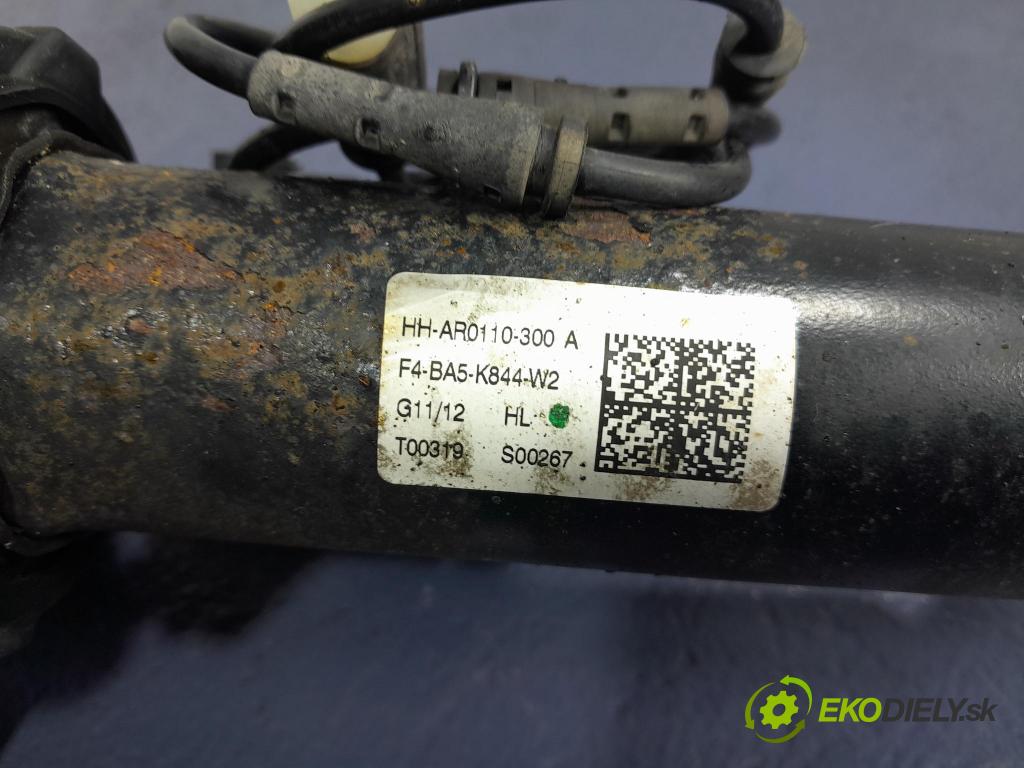 HH-AR0110-300 A
F4-BA5-K844-W2
G11/12 HL
T00319 S00267
EKODIELY.sk